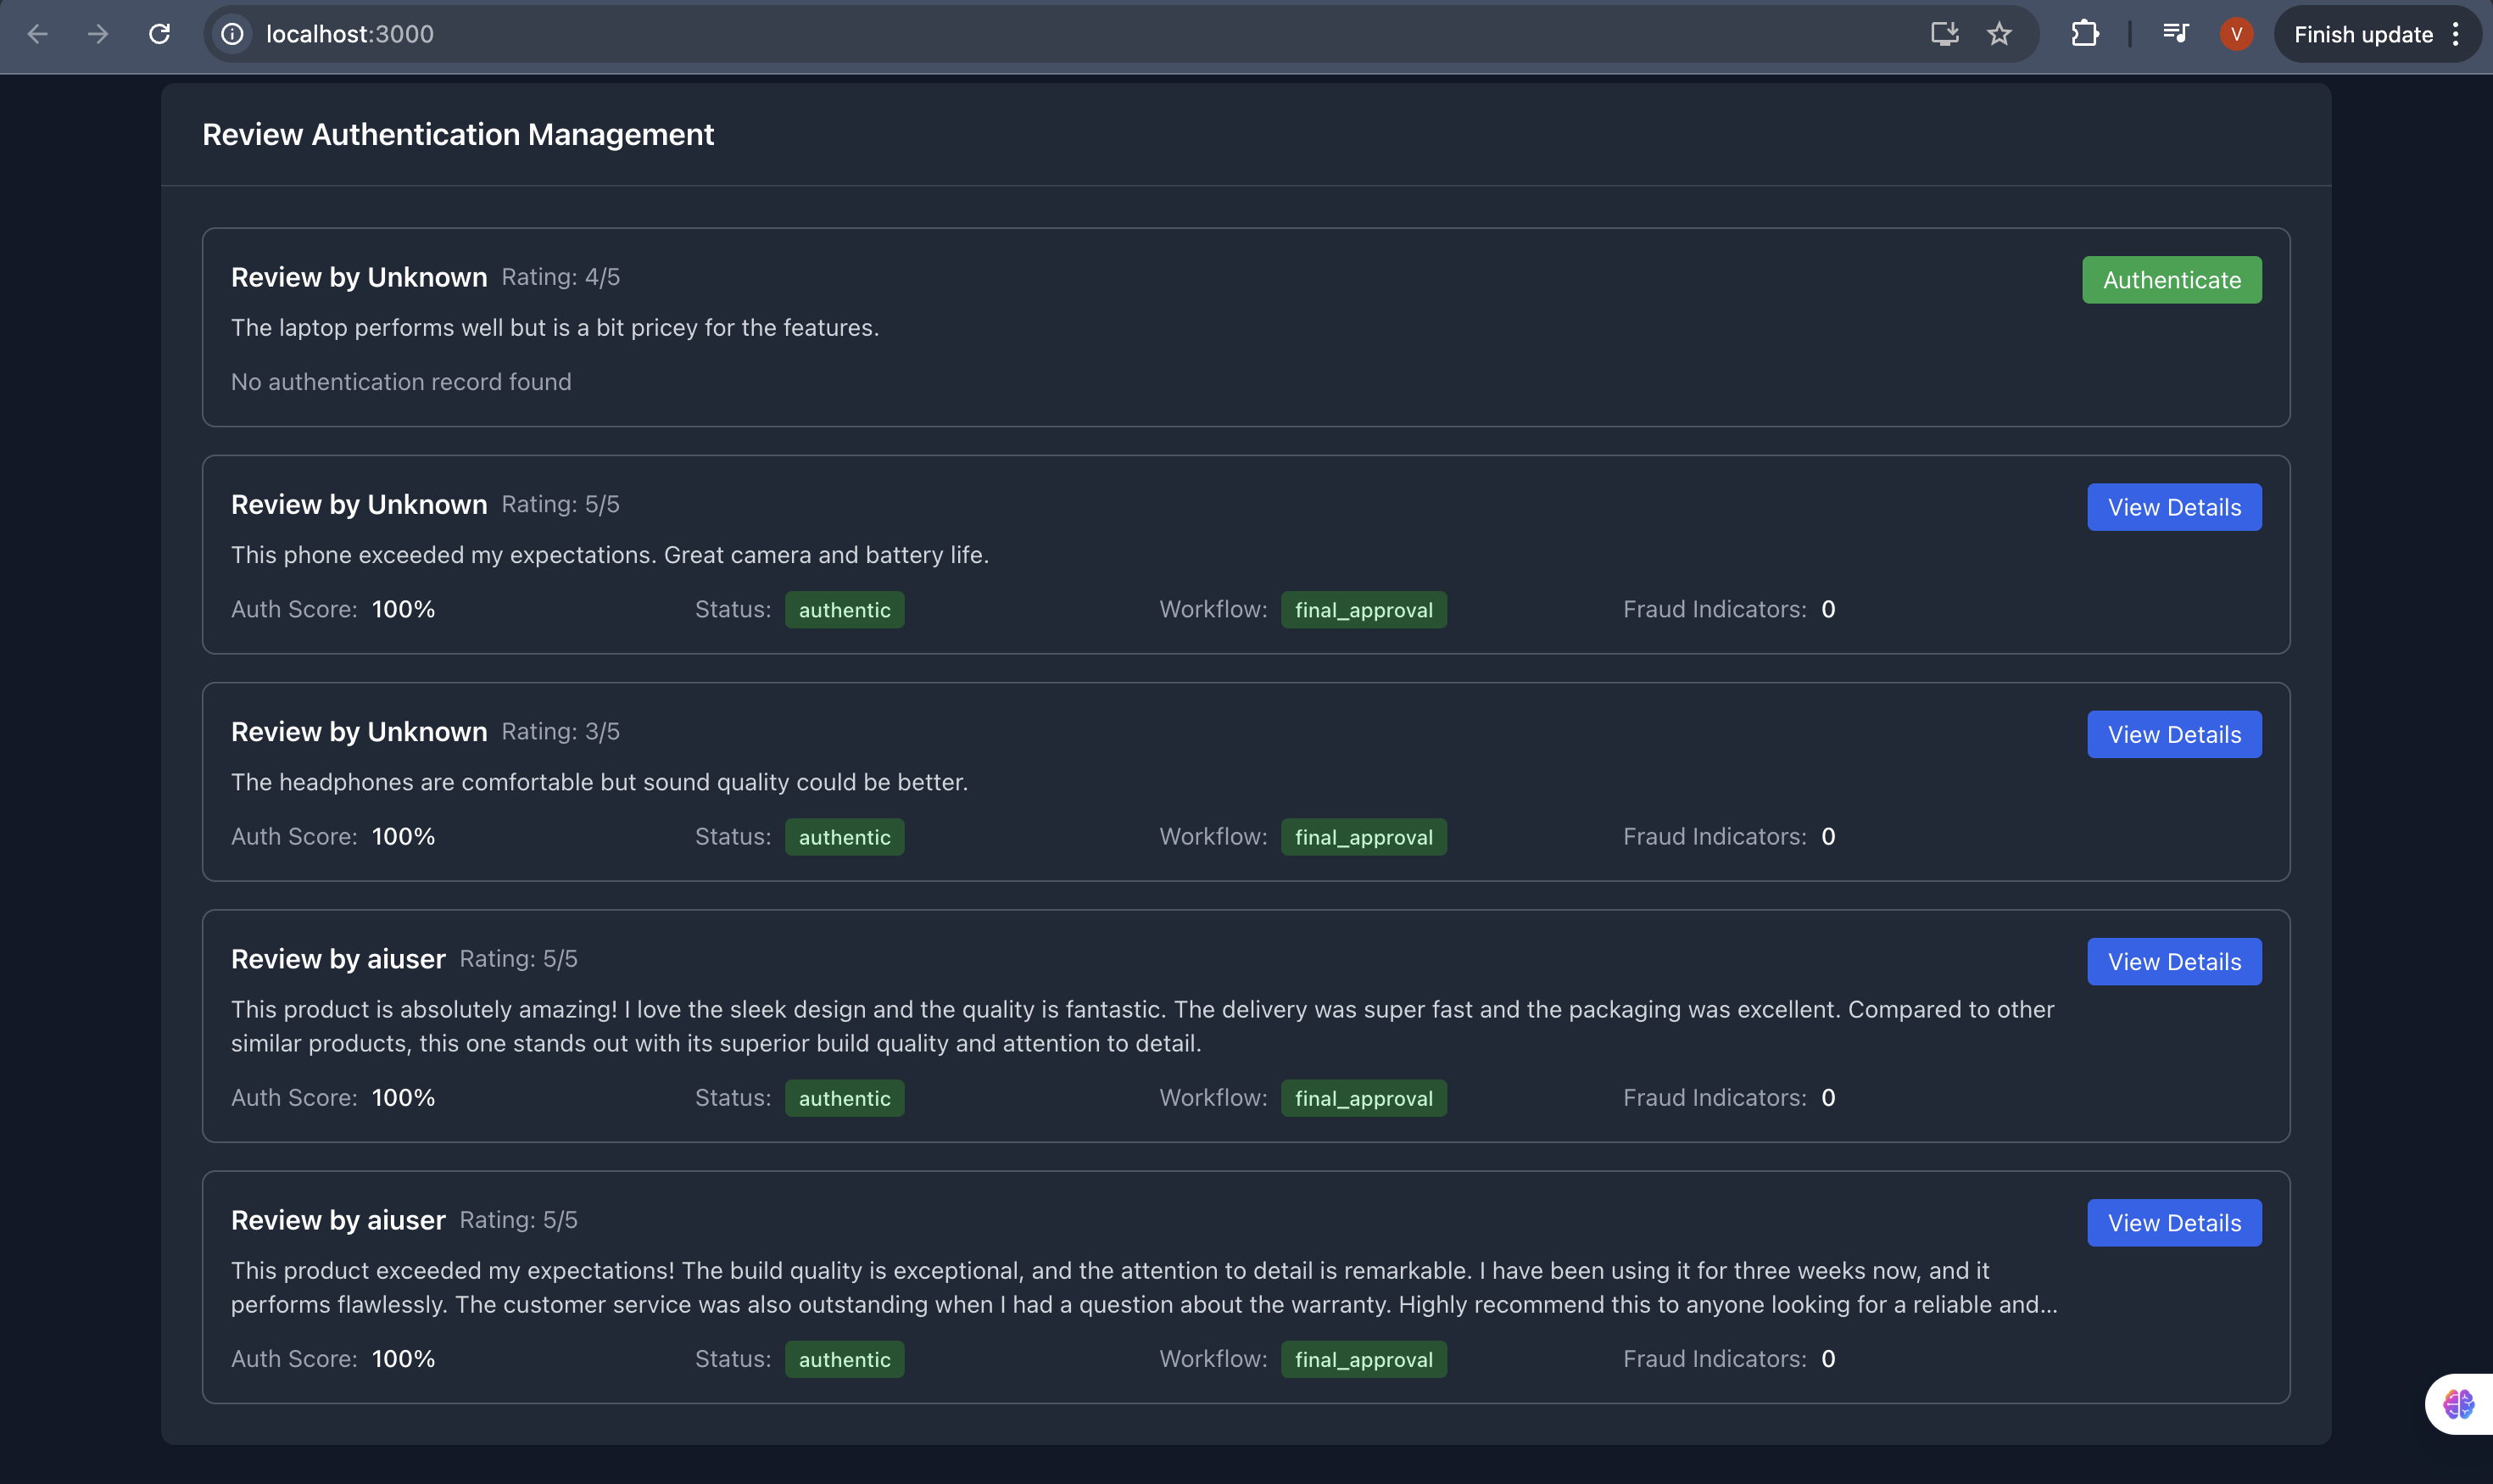 localhost:3000
V
Finish update
Review Authentication Management
Review by Unknown Rating: 4/5
Authenticate
The laptop performs well but is a bit pricey for the features.
No authentication record found
Review by Unknown Rating: 5/5
View Details
This phone exceeded my expectations. Great camera and battery life.
Auth Score: 100% Status: authentic Workflow: final_approval Fraud Indicators: 0
Review by Unknown Rating: 3/5
View Details
The headphones are comfortable but sound quality could be better.
Auth Score: 100% Status: authentic Workflow: final_approval Fraud Indicators: 0
Review by aiuser Rating: 5/5
View Details
This product is absolutely amazing! I love the sleek design and the quality is fantastic. The delivery was super fast and the packaging was excellent. Compared to other
similar products, this one stands out with its superior build quality and attention to detail.
Auth Score: 100% Status: authentic Workflow: final_approval Fraud Indicators: 0
Review by aiuser Rating: 5/5
View Details
This product exceeded my expectations! The build quality is exceptional, and the attention to detail is remarkable. I have been using it for three weeks now, and it
performs flawlessly. The customer service was also outstanding when I had a question about the warranty. Highly recommend this to anyone looking for a reliable and...
Auth Score: 100% Status: authentic Workflow: final_approval Fraud Indicators: 0